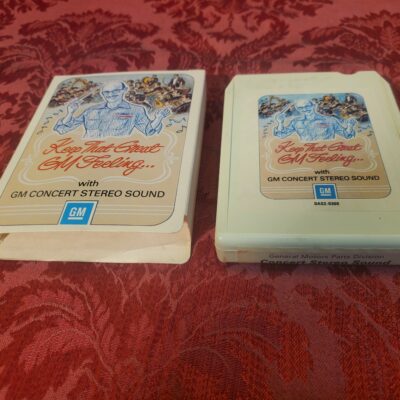 Keep That Great
GM Feeling...
with
GM CONCERT STEREO SOUND
GM
Keep That Great
GM Feeling...
with
GM CONCERT STEREO SOUND
GM
General Motors Parts Division
Concert Stereo Sound